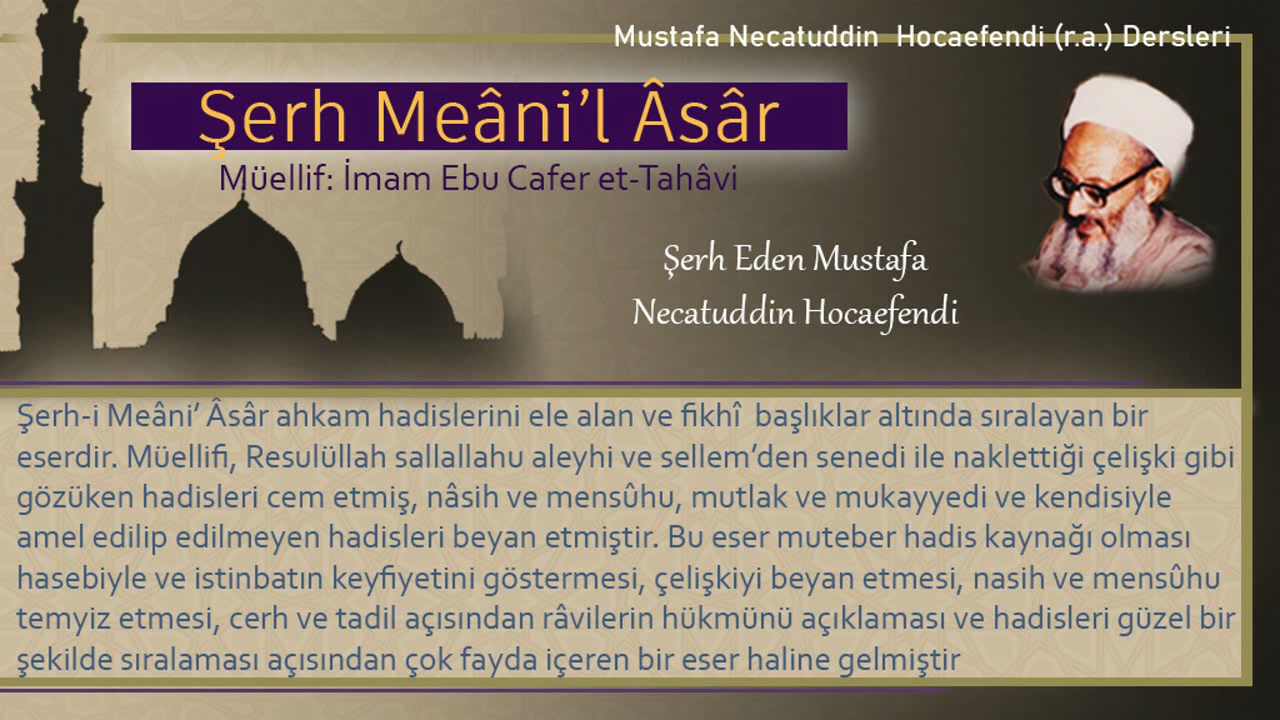 Mustafa Necatuddin Hocaefendi (r.a.) Dersleri
Şerh Meâni’l Âsâr
Müellif: İmam Ebu Cafer et-Tahâvi
Şerh Eden Mustafa
Necatuddin Hocaefendi
Şerh-i Meâni’ Âsâr ahkam hadislerini ele alan ve fikhî başlıklar altında sıralayan bir
eserdir. Müellifi, Resulüllah sallallahu aleyhi ve sellem’den senedi ile naklettiği çelişki gibi
gözüken hadisleri cem etmiş, nâsih ve mensûhu, mutlak ve mukayyedi ve kendisiyle
amel edilip edilmeyen hadisleri beyan etmiştir. Bu eser muteber hadis kaynağı olması
hasebiyle ve istinbatın keyfiyetini göstermesi, çelişkiyi beyan etmesi, nasih ve mensûhu
temyiz etmesi, cerh ve tadil açısından râvilerin hükmünü açıklaması ve hadisleri güzel bir
şekilde sıralaması açısından çok fayda içeren bir eser haline gelmiştir